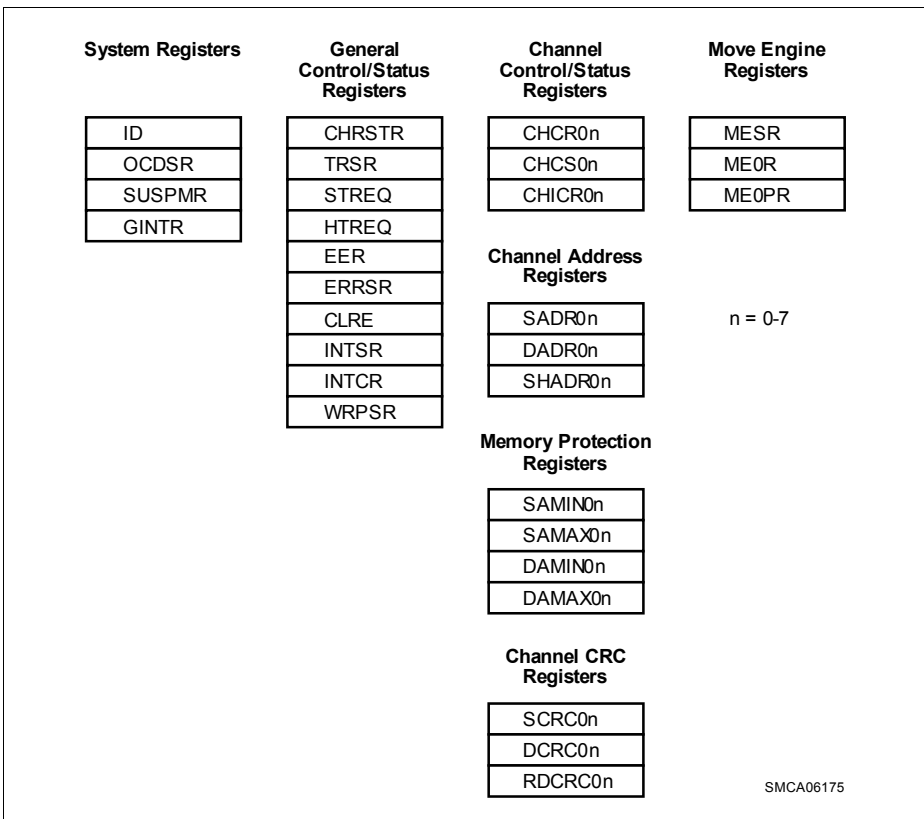 System Registers
ID
OCDSR
SUSPMR
GINTR
General
Control/Status
Registers
CHRSTR
TRSR
STREQ
HTREQ
EER
ERRSR
CLRE
INTSR
INTCR
WRPSR
Channel
Control/Status
Registers
CHCR0n
CHCS0n
CHICR0n
Channel Address
Registers
SADR0n
DADR0n
SHADR0n
Memory Protection
Registers
SAMIN0n
SAMAX0n
DAMIN0n
DAMAX0n
Channel CRC
Registers
SCRC0n
DCRC0n
RDCRC0n
Move Engine
Registers
MESR
ME0R
ME0PR
n = 0-7
SMCA06175